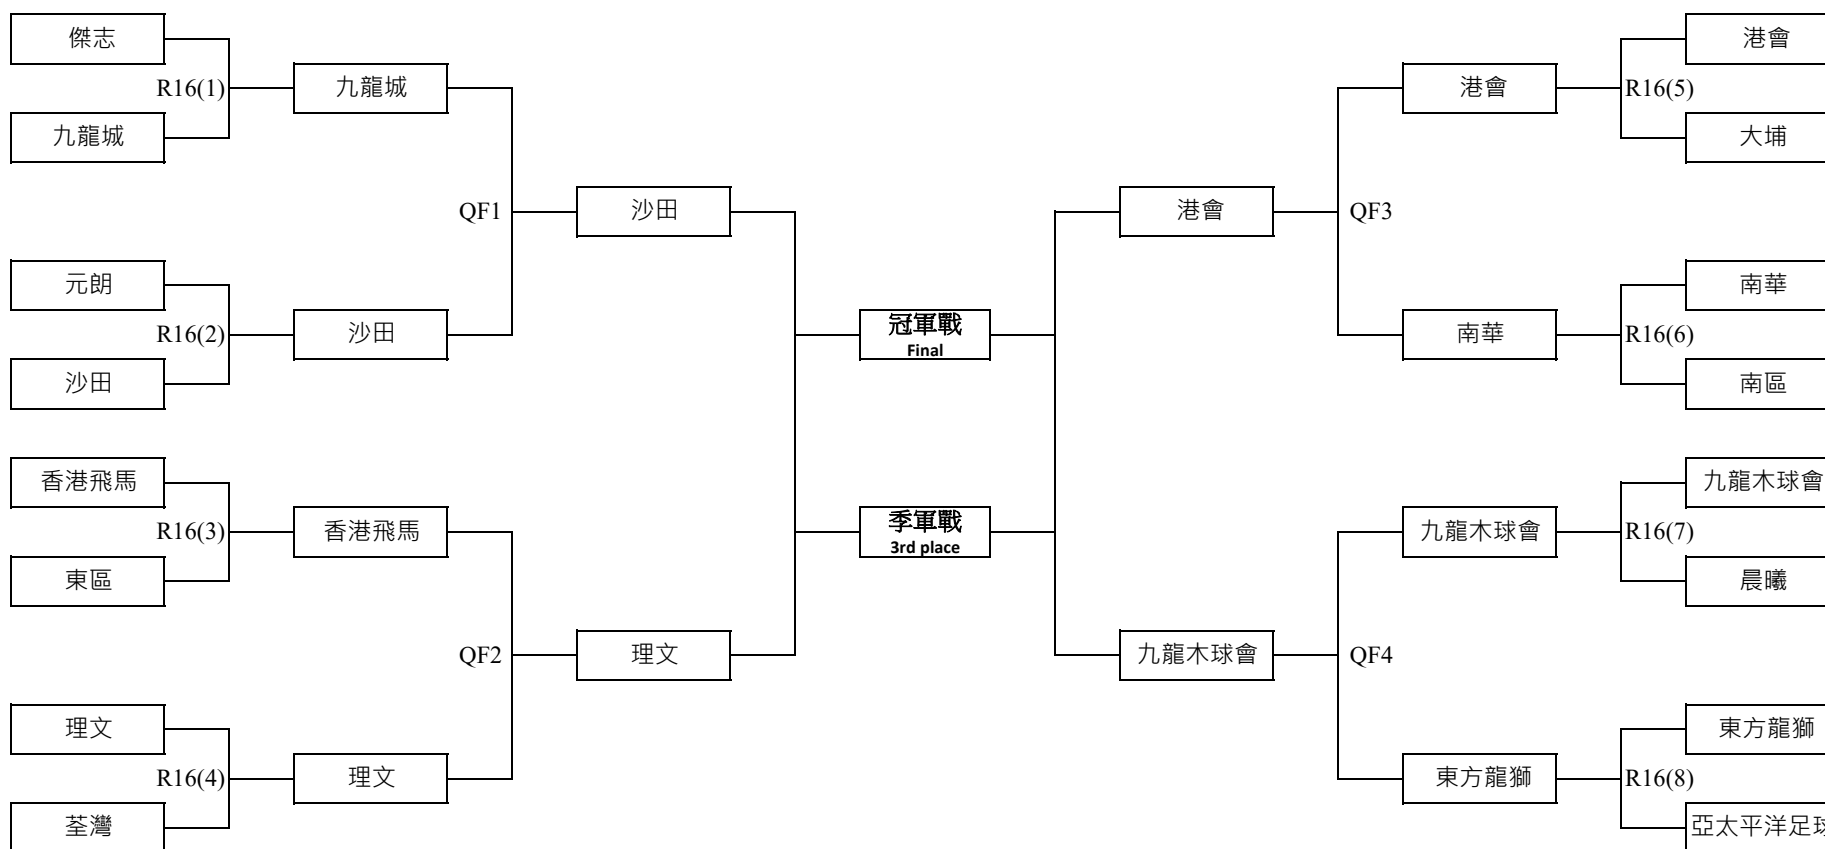 傑志
港會
R16(1)
九龍城
港會
R16(5)
九龍城
大埔
QF1
沙田
港會
QF3
元朗
南華
R16(2)
沙田
冠軍戰
Final
南華
R16(6)
沙田
南區
香港飛馬
九龍木球會
R16(3)
香港飛馬
季軍戰
3rd place
九龍木球會
R16(7)
東區
晨曦
QF2
理文
九龍木球會
QF4
理文
東方龍獅
R16(4)
理文
東方龍獅
R16(8)
荃灣
亞太平洋足球